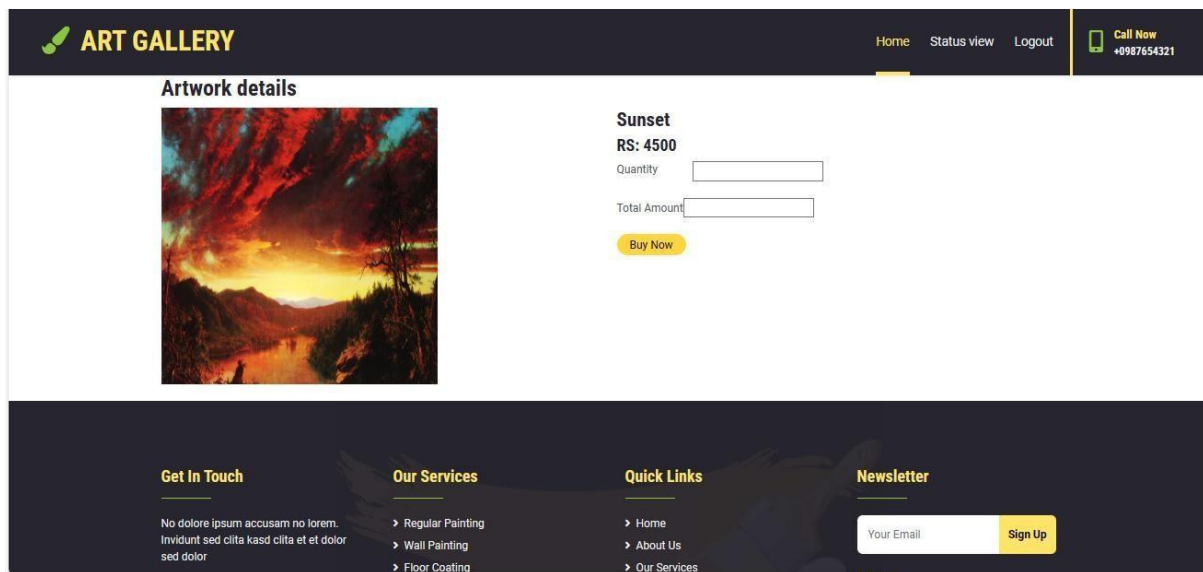 ART GALLERY
Home
Status view
Logout
Call Now
+0987654321
Artwork details
Sunset
RS: 4500
Quantity
Total Amount
Buy Now
Get In Touch
No dolore ipsum accusam no lorem.
Invidunt sed clita kasd clita et et dolor
sed dolor
Our Services
Regular Painting
Wall Painting
Floor Coating
Quick Links
Home
About Us
Our Services
Newsletter
Your Email
Sign Up